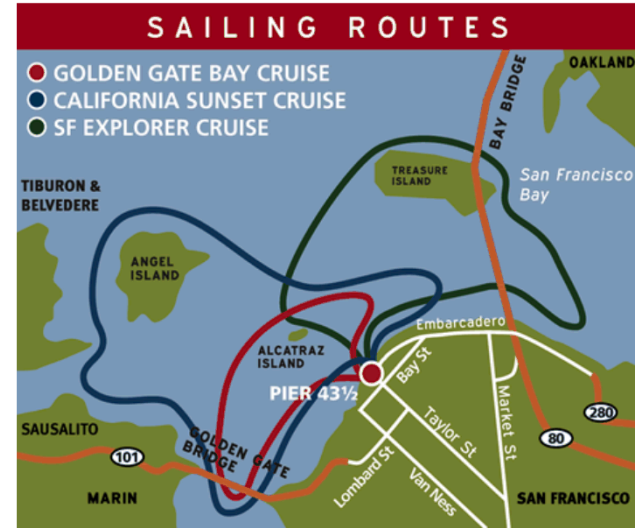 SAILING ROUTES
GOLDEN GATE BAY CRUISE
CALIFORNIA SUNSET CRUISE
SF EXPLORER CRUISE
OAKLAND
BAY BRIDGE
TREASURE
ISLAND
San Francisco
Bay
TIBURON &
BELVEDERE
ANGEL
ISLAND
Embarcadero
ALCATRAZ
ISLAND
Bay St
PIER 43½
Market St
Taylor St
280
SAUSALITO
GOLDEN GATE
BRIDGE
80
101
Lombard St
Van Ness
MARIN
SAN FRANCISCO